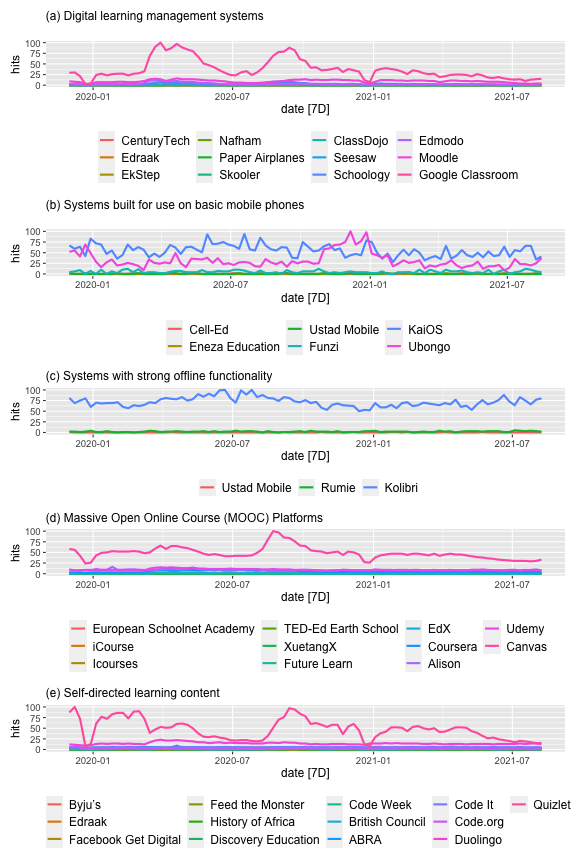 (a) Digital learning management systems
100
75
50
25
0
hits
2020-01 2020-07 2021-01 2021-07
date [7D]
CenturyTech Nafham ClassDojo Edmodo
Edraak Paper Airplanes Seesaw Moodle
EkStep Skooler Schoology Google Classroom
(b) Systems built for use on basic mobile phones
100
75
50
25
0
hits
2020-01 2020-07 2021-01 2021-07
date [7D]
Cell-Ed Ustad Mobile KaiOS
Eneza Education Funzi Ubongo
(c) Systems with strong offline functionality
100
75
50
25
0
hits
2020-01 2020-07 2021-01 2021-07
date [7D]
Ustad Mobile Rumie Kolibri
(d) Massive Open Online Course (MOOC) Platforms
100
75
50
25
0
hits
2020-01 2020-07 2021-01 2021-07
date [7D]
European Schoolnet Academy TED-Ed Earth School EdX Udemy
iCourse XuetangX Coursera Canvas
Icourses Future Learn Alison
(e) Self-directed learning content
100
75
50
25
0
hits
2020-01 2020-07 2021-01 2021-07
date [7D]
Byju's Feed the Monster Code Week Code It Quizlet
Edraak History of Africa British Council Code.org
Facebook Get Digital Discovery Education ABRA Duolingo